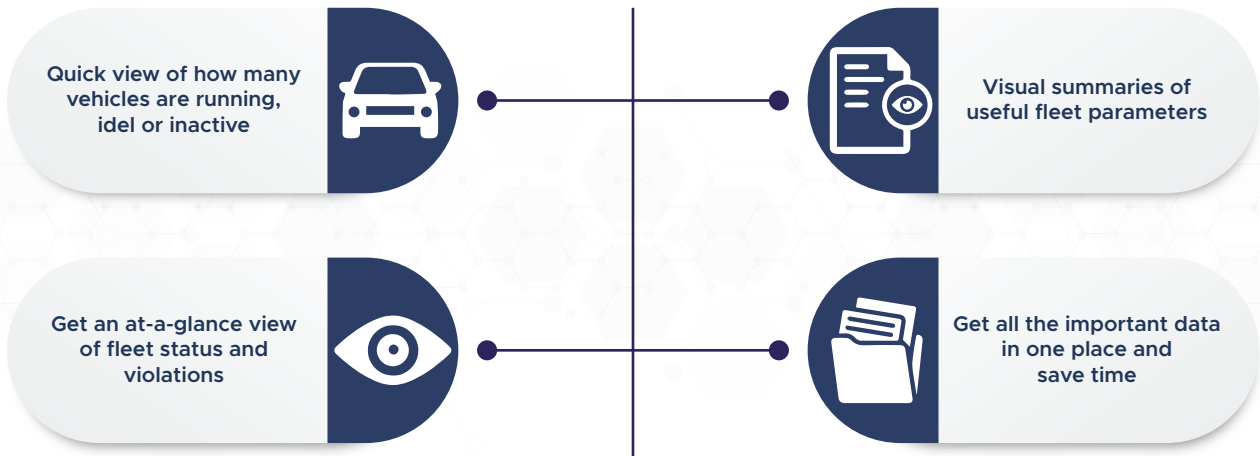 Quick view of how many
vehicles are running,
idel or inactive
Visual summaries of
useful fleet parameters
Get an at-a-glance view
of fleet status and
violations
Get all the important data
in one place and
save time